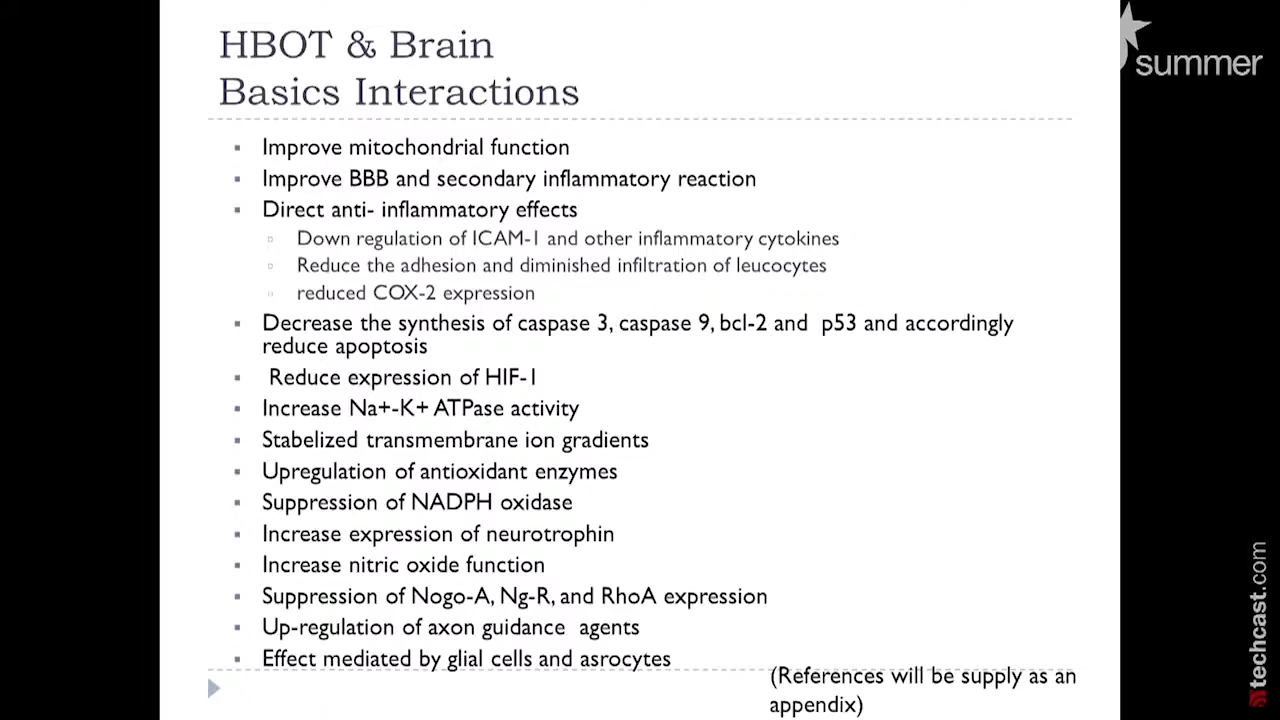 HBOT & Brain
Basics Interactions
summer
Improve mitochondrial function
Improve BBB and secondary inflammatory reaction
Direct anti- inflammatory effects
Down regulation of ICAM-1 and other inflammatory cytokines
Reduce the adhesion and diminished infiltration of leucocytes
reduced COX-2 expression
Decrease the synthesis of caspase 3, caspase 9, bcl-2 and p53 and accordingly
reduce apoptosis
Reduce expression of HIF-1
Increase Na+-K+ ATPase activity
Stabelized transmembrane ion gradients
Upregulation of antioxidant enzymes
Suppression of NADPH oxidase
Increase expression of neurotrophin
Increase nitric oxide function
Suppression of Nogo-A, Ng-R, and RhoA expression
Up-regulation of axon guidance agents
Effect mediated by glial cells and asrocytes
(References will be supply as an
appendix)
techcast.com